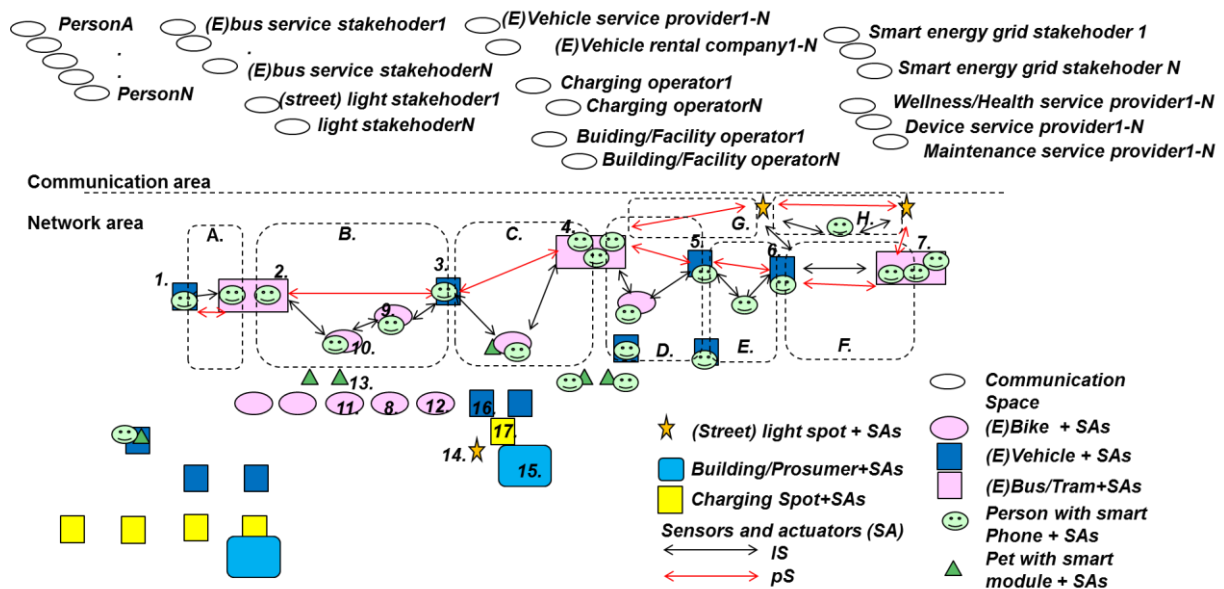 PersonA
.
.
PersonN
(E)bus service stakehoder1
.
(E)bus service stakehoderN
(street) light stakehoder1
light stakehoderN
(E)Vehicle service provider1-N
(E)Vehicle rental company1-N
Charging operator1
Charging operatorN
Buiding/Facility operator1
Building/Facility operatorN
Smart energy grid stakehoder 1
Smart energy grid stakehoder N
Wellness/Health service provider1-N
Device service provider1-N
Maintenance service provider1-N
Communication area
Network area
A.
B.
C.
D.
E.
F.
G.
H.
1.
2.
3.
4.
5.
6.
7.
9.
10.
13.
11.
8.
12.
16.
17.
14.
15.
(Street) light spot + SAs
Building/Prosumer+SAs
Charging Spot+SAs
Sensors and actuators (SA)
IS
pS
Communication
Space
(E)Bike + SAs
(E)Vehicle + SAs
(E)Bus/Tram+SAs
Person with smart
Phone + SAs
Pet with smart
module + SAs